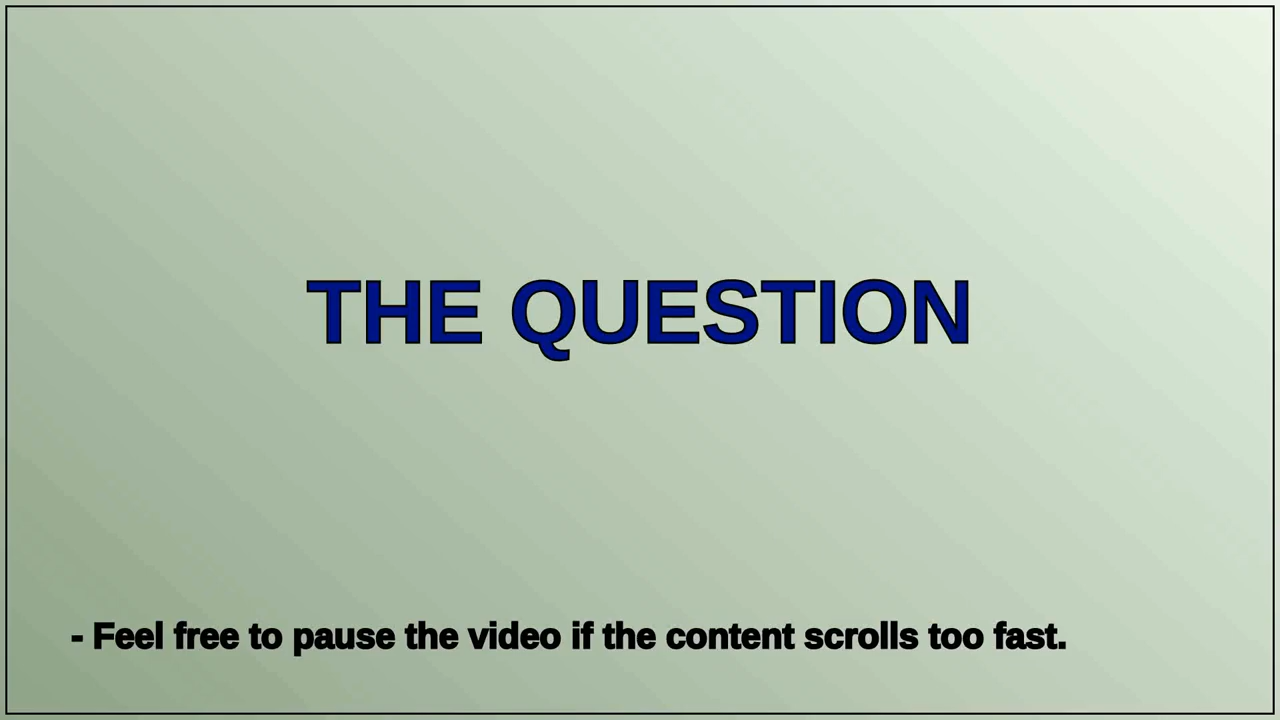 THE QUESTION
- Feel free to pause the video if the content scrolls too fast.